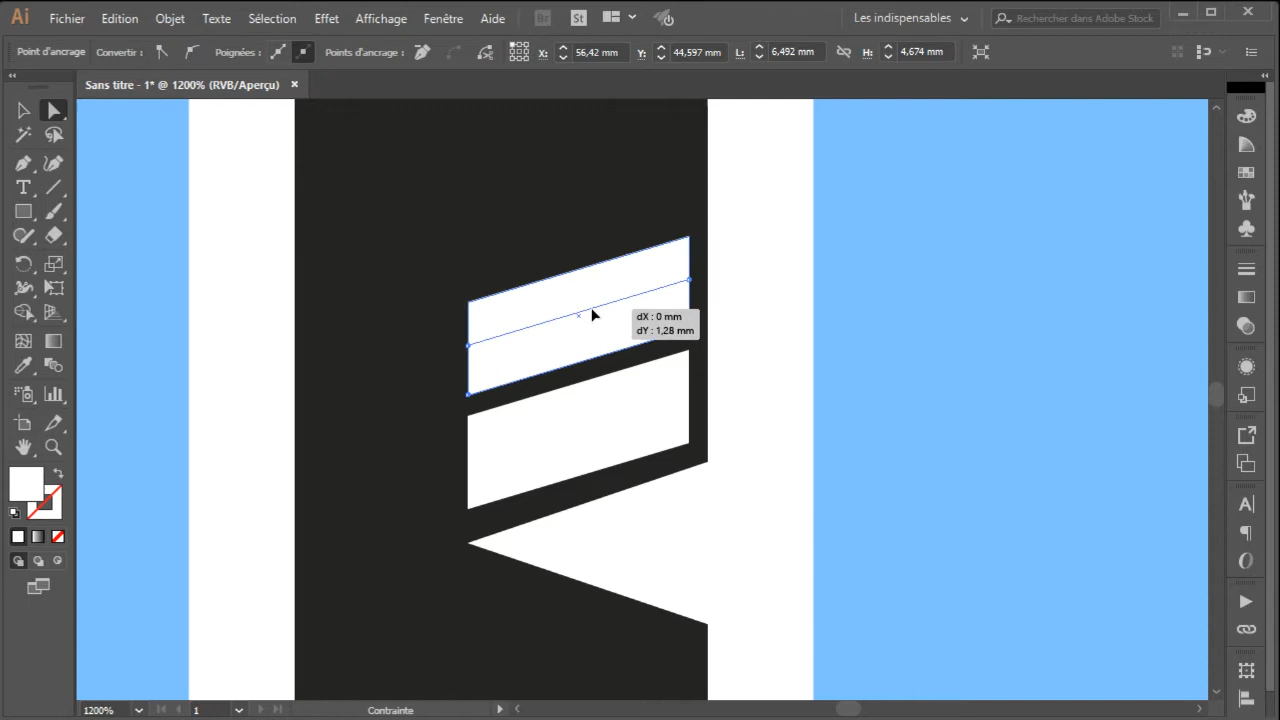 Ai Fichier Edition Objet Texte Sélection Effet Affichage Fenêtre Aide Br St Les indispensables Rechercher dans Adobe Stock
Point d'ancrage Convertir : Poignées : Points d'ancrage : X: 56,42 mm Y: 44,597 mm L: 6,492 mm H: 4,674 mm
Sans titre - 1* @ 1200% (RVB/Aperçu)
dX : 0 mm
dY : 1,28 mm
1200% 1 Contrainte